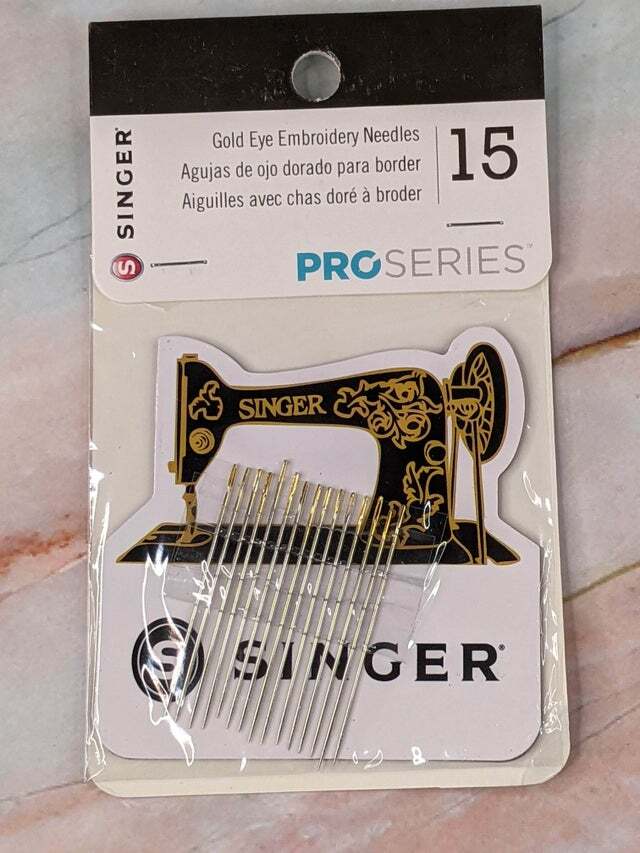 SINGER
S
Gold Eye Embroidery Needles
Agujas de ojo dorado para border
Aiguilles avec chas doré à broder
15
PROSERIES™
SINGER
S SINGER®